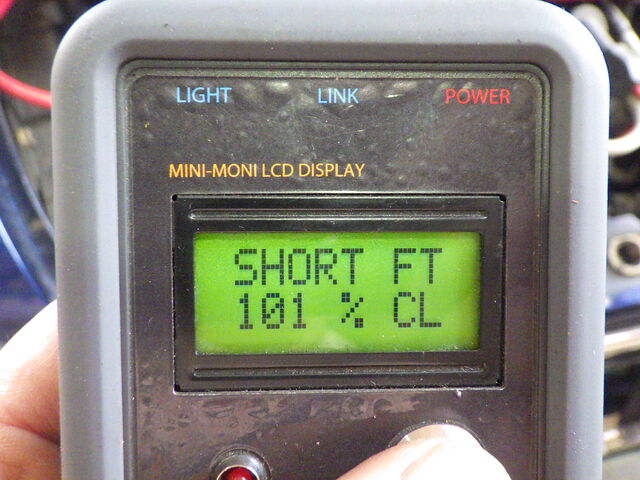 LIGHT LINK POWER
MINI-MONI LCD DISPLAY
SHORT FT
101 % CL